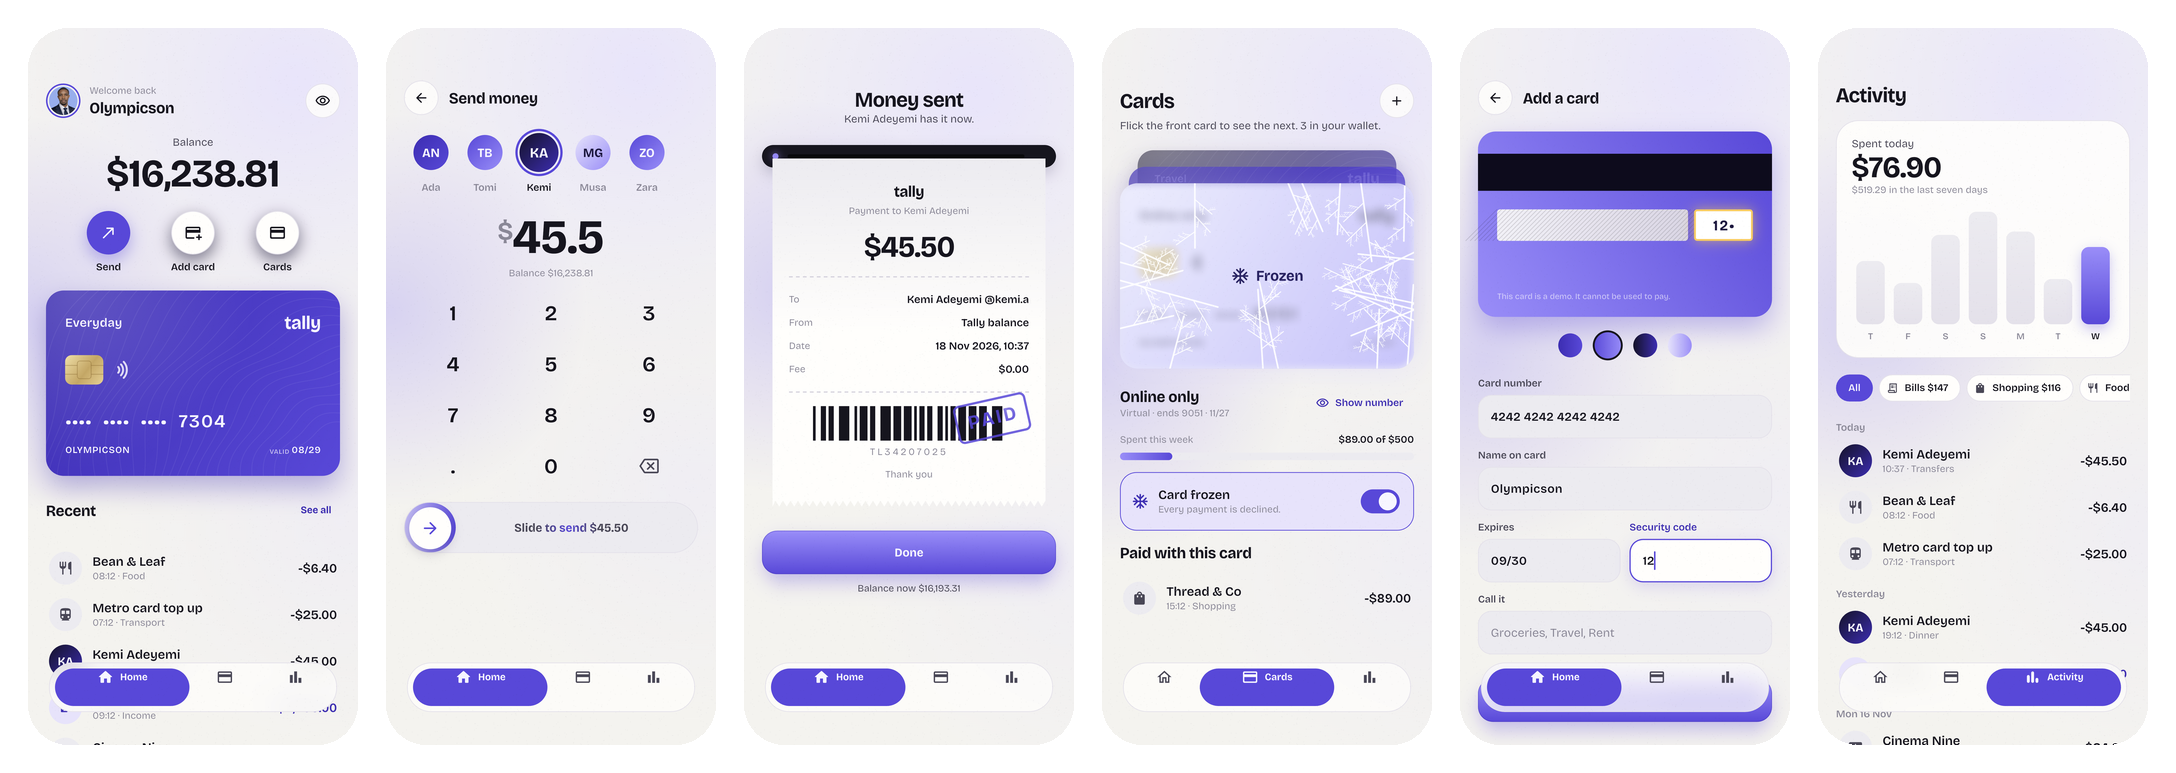 Welcome back
Olympicson
Balance
$16,238.81
Send
Add card
Cards
Everyday
tally
•••• •••• •••• 7304
OLYMPICSON
VALID 08/29
Recent
See all
Bean & Leaf
08:12 · Food
-$6.40
Metro card top up
07:12 · Transport
-$25.00
KA
Kemi Adeyemi
-$45.00
Home
09:12 · Income
Send money
AN
TB
KA
MG
ZO
Ada
Tomi
Kemi
Musa
Zara
$45.5
Balance $16,238.81
1 2 3
4 5 6
7 8 9
. 0
Slide to send $45.50
Home
Money sent
Kemi Adeyemi has it now.
tally
Payment to Kemi Adeyemi
$45.50
To
Kemi Adeyemi @kemi.a
From
Tally balance
Date
18 Nov 2026, 10:37
Fee
$0.00
PAID
TL34207025
Thank you
Done
Balance now $16,193.31
Home
Cards
Flick the front card to see the next. 3 in your wallet.
Travel
tally
Frozen
Online only
Virtual · ends 9051 · 11/27
Show number
Spent this week
$89.00 of $500
Card frozen
Every payment is declined.
Paid with this card
Thread & Co
15:12 · Shopping
-$89.00
Cards
Add a card
12•
This card is a demo. It cannot be used to pay.
Card number
4242 4242 4242 4242
Name on card
Olympicson
Expires
Security code
09/30
12
Call it
Groceries, Travel, Rent
Home
Activity
Spent today
$76.90
$519.29 in the last seven days
T F S S M T W
All
Bills $147
Shopping $116
Food
Today
KA
Kemi Adeyemi
10:37 · Transfers
-$45.50
Bean & Leaf
08:12 · Food
-$6.40
Metro card top up
07:12 · Transport
-$25.00
Yesterday
KA
Kemi Adeyemi
19:12 · Dinner
-$45.00
Activity
Mon 16 Nov
Cinema Nine